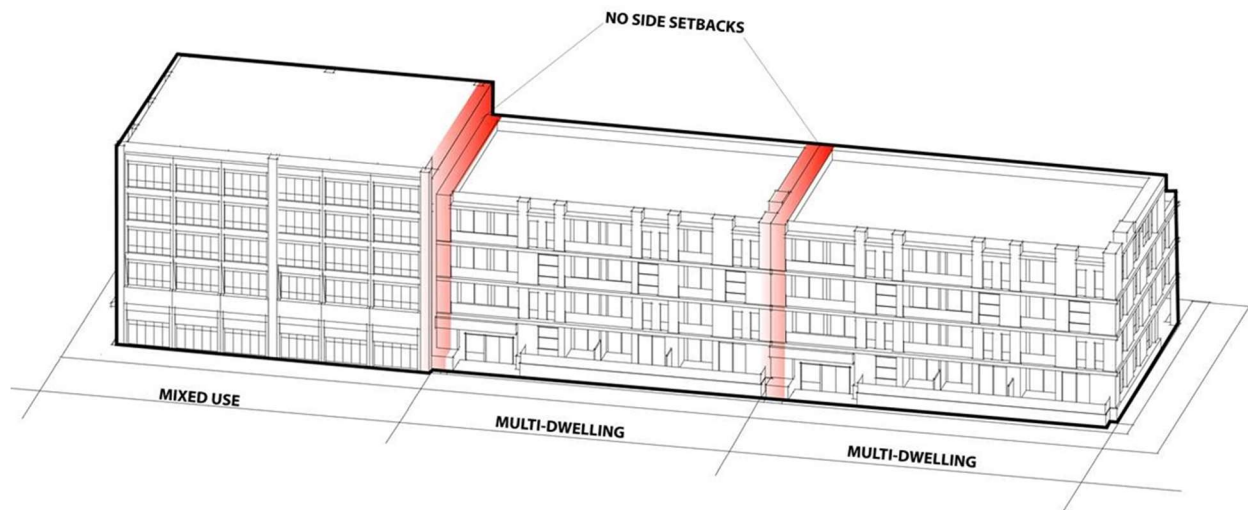 NO SIDE SETBACKS
MIXED USE
MULTI-DWELLING
MULTI-DWELLING